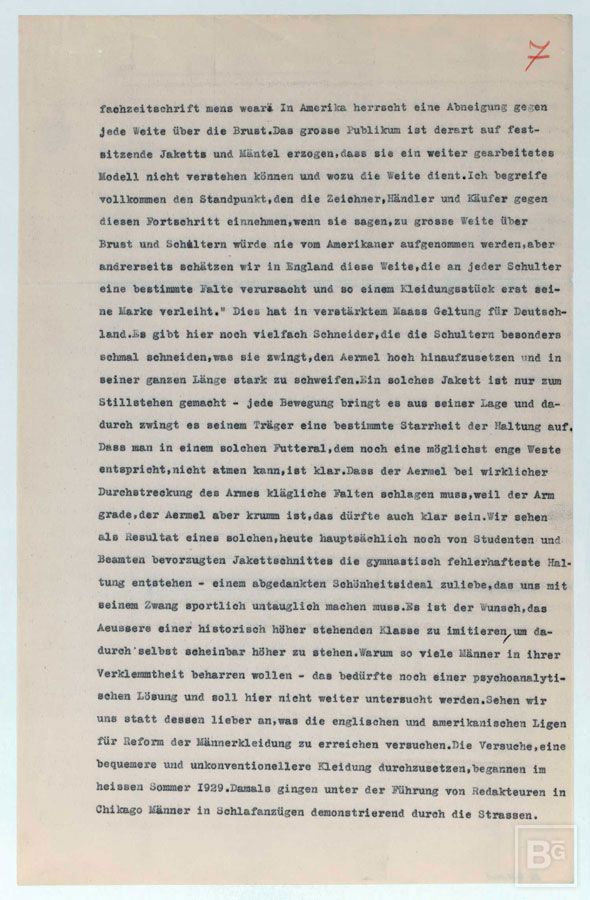 7
fachzeitschrift mens wear: In Amerika herrscht eine Abneigung gegen
jede Weite über die Brust.Das grosse Publikum ist derart auf fest-
sitzende Jaketts und Mäntel erzogen,dass sie ein weiter gearbeitetes
Modell nicht verstehen können und wozu die Weite dient.Ich begreife
vollkommen den Standpunkt,den die Zeichner,Händler und Käufer gegen
diesen Fortschritt einnehmen,wenn sie sagen,zu grosse Weite über
Brust und Schultern würde nie vom Amerikaner aufgenommen werden,aber
andrerseits schätzen wir in England diese Weite,die an jeder Schulter
eine bestimmte Falte verursacht und so einem Kleidungsstück erst sei-
ne Marke verleiht." Dies hat in verstärktem Maass Geltung für Deutsch-
land.Es gibt hier noch vielfach Schneider,die die Schultern besonders
schmal schneiden,was sie zwingt,den Aermel hoch hinaufzusetzen und in
seiner ganzen Länge stark zu schweifen.Ein solches Jakett ist nur zum
Stillstehen gemacht - jede Bewegung bringt es aus seiner Lage und da-
durch zwingt es seinem Träger eine bestimmte Starrheit der Haltung auf.
Dass man in einem solchen Futteral,dem noch eine möglichst enge Weste
entspricht,nicht atmen kann,ist klar.Dass der Aermel bei wirklicher
Durchstreckung des Armes klägliche Falten schlagen muss,weil der Arm
grade,der Aermel aber krumm ist,das dürfte auch klar sein.Wir sehen
als Resultat eines solchen,heute hauptsächlich noch von Studenten und
Beamten bevorzugten Jakettschnittes die gymnastisch fehlerhafteste Hal-
tung entstehen - einem abgedankten Schönheitsideal zuliebe,das uns mit
seinem Zwang sportlich untauglich machen muss.Es ist der Wunsch,das
Aeussere einer historisch höher stehenden Klasse zu imitieren,um da-
durch selbst scheinbar höher zu stehen.Warum so viele Männer in ihrer
Verklemmtheit beharren wollen - das bedürfte noch einer psychoanalyti-
schen Lösung und soll hier nicht weiter untersucht werden.Sehen wir
uns statt dessen lieber an,was die englischen und amerikanischen Ligen
für Reform der Männerkleidung zu erreichen versuchen.Die Versuche,eine
bequemere und unkonventionellere Kleidung durchzusetzen,begannen im
heissen Sommer 1929.Damals gingen unter der Führung von Redakteuren in
Chikago Männer in Schlafanzügen demonstrierend durch die Strassen.
BG